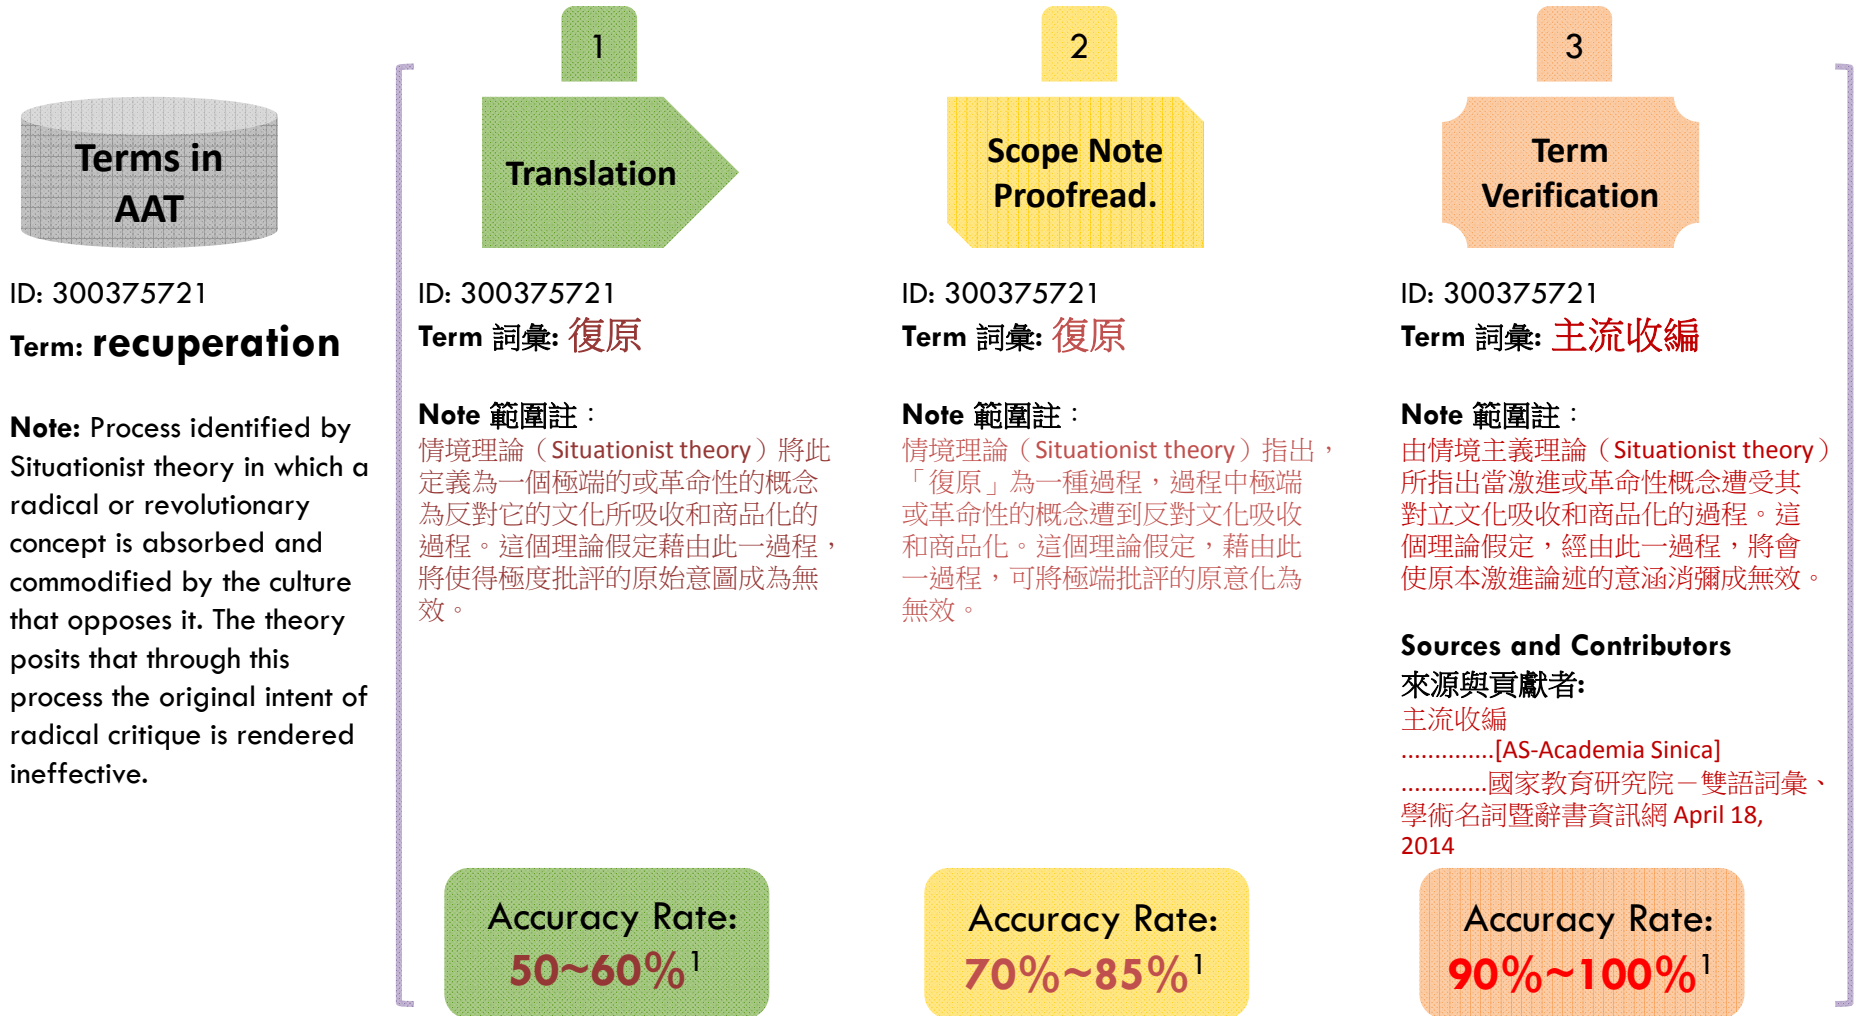 Terms in
AAT
ID: 300375721
Term: recuperation
Note: Process identified by
Situationist theory in which a
radical or revolutionary
concept is absorbed and
commodified by the culture
that opposes it. The theory
posits that through this
process the original intent of
radical critique is rendered
ineffective.
1
Translation
ID: 300375721
Term 詞彙: 復原
Note 範圍註：
情境理論（Situationist theory）將此
定義為一個極端的或革命性的概念
為反對它的文化所吸收和商品化的
過程。這個理論假定藉由此一過程，
將使得極度批評的原始意圖成為無
效。
Accuracy Rate:
50~60%1
2
Scope Note
Proofread.
ID: 300375721
Term 詞彙: 復原
Note 範圍註：
情境理論（Situationist theory）指出，
「復原」為一種過程，過程中極端
或革命性的概念遭到反對文化吸收
和商品化。這個理論假定，藉由此
一過程，可將極端批評的原意化為
無效。
Accuracy Rate:
70%~85%1
3
Term
Verification
ID: 300375721
Term 詞彙: 主流收編
Note 範圍註：
由情境主義理論（Situationist theory）
所指出當激進或革命性概念遭受其
對立文化吸收和商品化的過程。這
個理論假定，經由此一過程，將會
使原本激進論述的意涵消彌成無效。
Sources and Contributors
來源與貢獻者:
主流收編
..............[AS-Academia Sinica]
.............國家教育研究院－雙語詞彙、
學術名詞暨辭書資訊網 April 18,
2014
Accuracy Rate:
90%~100%1